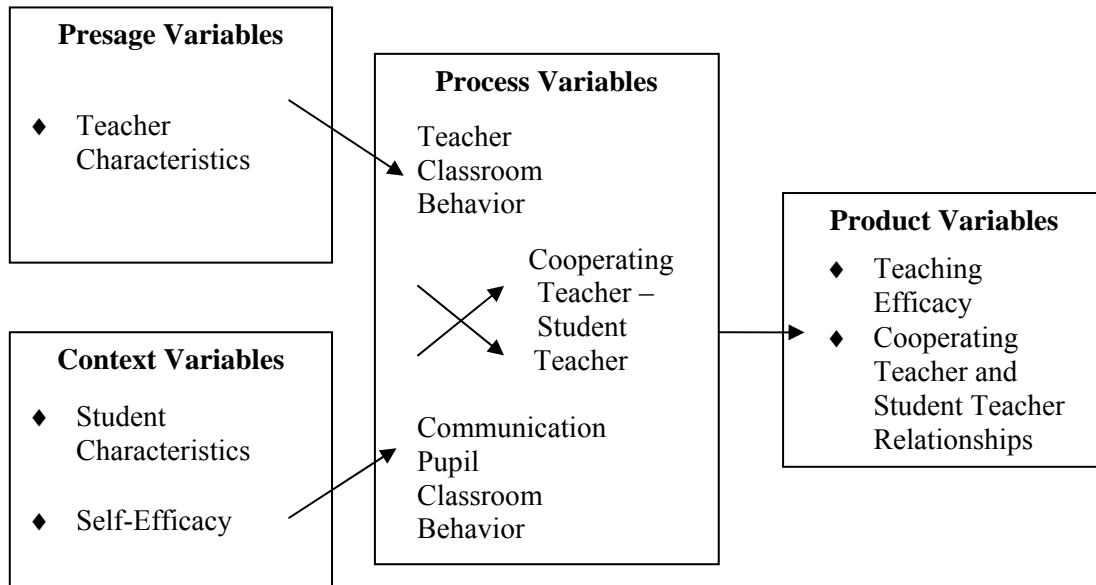 Presage Variables
♦ Teacher
Characteristics
Context Variables
♦ Student
Characteristics
♦ Self-Efficacy
Process Variables
Teacher
Classroom
Behavior
Cooperating
Teacher –
Student
Teacher
Communication
Pupil
Classroom
Behavior
Product Variables
♦ Teaching
Efficacy
♦ Cooperating
Teacher and
Student Teacher
Relationships